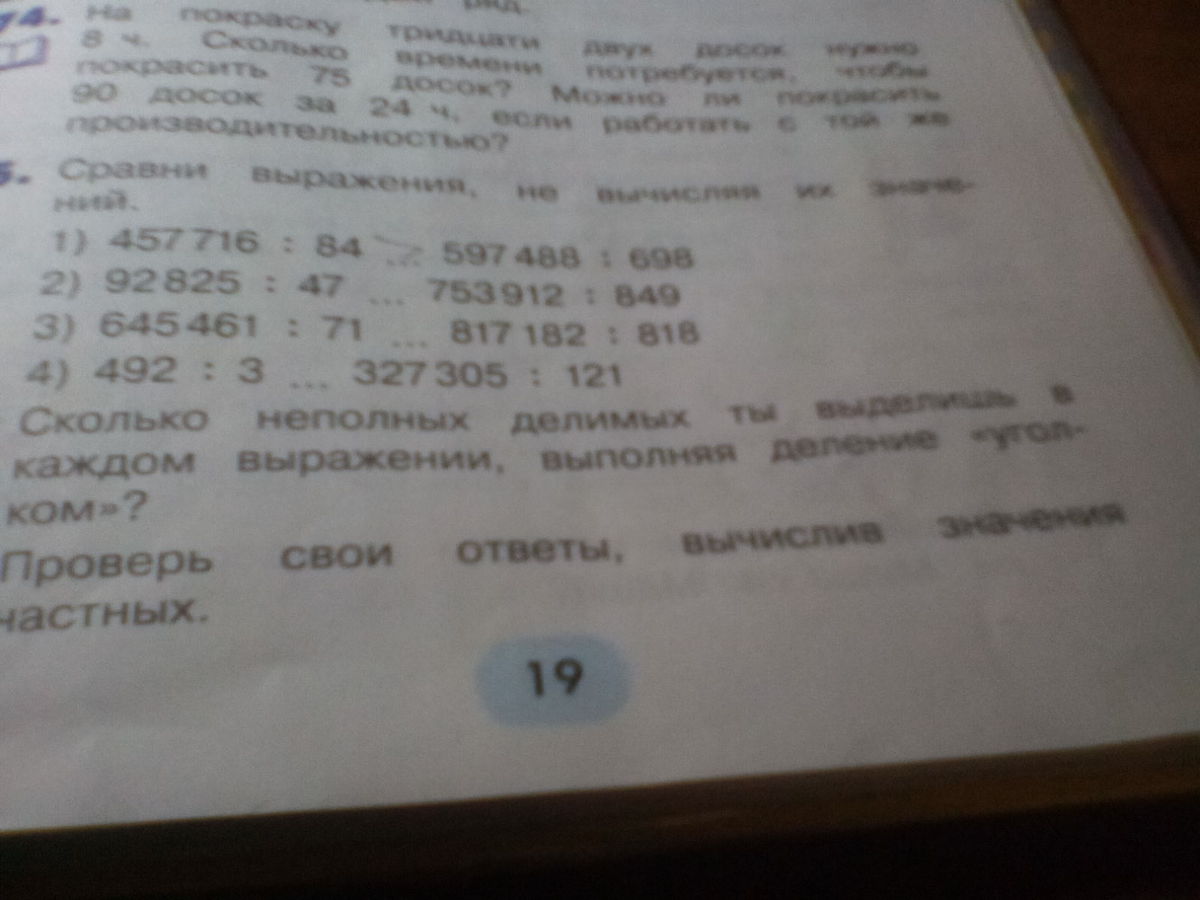 ряд.
74. На покраску тридцати двух досок нужно
8 ч. Сколько времени потребуется, чтобы
покрасить 75 досок? Можно ли покрасить
90 досок за 24 ч, если работать с той же
производительностью?
5. Сравни выражения, не вычисляя их значе-
ний.
1) 457 716 : 84 ... 597 488 : 698
2) 92 825 : 47 ... 753 912 : 849
3) 645 461 : 71 ... 817 182 : 818
4) 492 : 3 ... 327 305 : 121
Сколько неполных делимых ты выделишь в
каждом выражении, выполняя деление «угол-
ком»?
Проверь свои ответы, вычислив значения
частных.
19